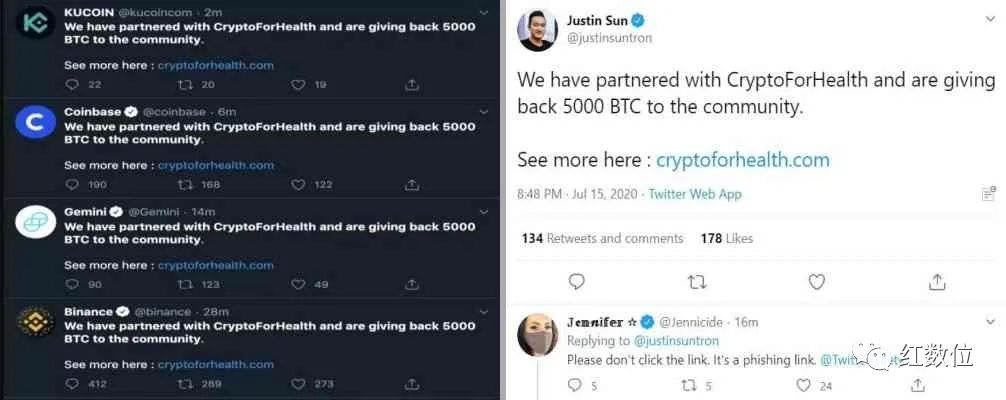 KUCOIN @kucoincom · 2m
We have partnered with CryptoForHealth and are giving back 5000
BTC to the community.
See more here : cryptoforhealth.com
22 20 19
Coinbase @coinbase · 6m
We have partnered with CryptoForHealth and are giving back 5000
BTC to the community.
See more here : cryptoforhealth.com
190 168 122
Gemini @Gemini · 14m
We have partnered with CryptoForHealth and are giving back 5000
BTC to the community.
See more here : cryptoforhealth.com
90 123 49
Binance @binance · 28m
We have partnered with CryptoForHealth and are giving back 5000
BTC to the community.
See more here : cryptoforhealth.com
412 289 273
Justin Sun
@justinsuntron
We have partnered with CryptoForHealth and are giving
back 5000 BTC to the community.
See more here : cryptoforhealth.com
8:48 PM · Jul 15, 2020 · Twitter Web App
134 Retweets and comments 178 Likes
Jennifer ☆ @Jennicide · 16m
Replying to @justinsuntron
Please don't click the link. It's a phishing link.
5 5 24
红数位